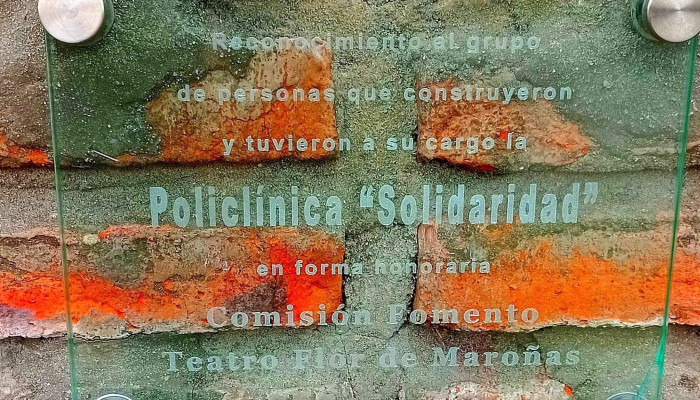 Reconocimiento al grupo
de personas que construyeron
y tuvieron a su cargo la
Policlínica “Solidaridad”
en forma honoraria
Comisión Fomento
Teatro Flor de Maroñas